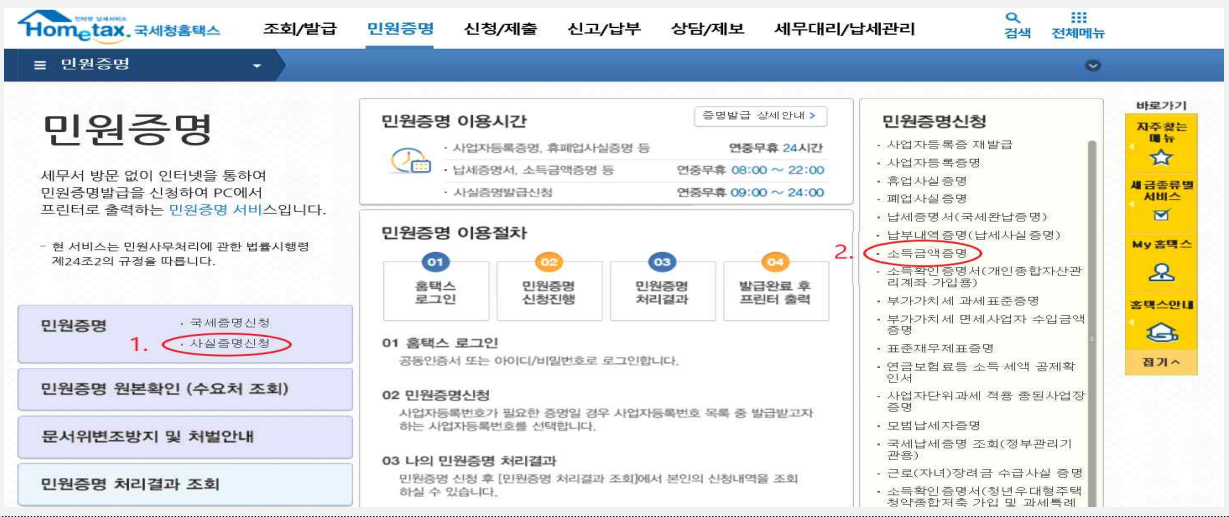 인터넷 납세서비스
Hometax. 국세청홈택스
조회/발급
민원증명
신청/제출
신고/납부
상담/제보
세무대리/납세관리
검색
전체메뉴
≡ 민원증명
민원증명
세무서 방문 없이 인터넷을 통하여
민원증명발급을 신청하여 PC에서
프린터로 출력하는 민원증명 서비스입니다.
- 현 서비스는 민원사무처리에 관한 법률시행령
제24조2의 규정을 따릅니다.
민원증명
· 국세증명신청
1. · 사실증명신청
민원증명 원본확인 (수요처 조회)
문서위변조방지 및 처벌안내
민원증명 처리결과 조회
민원증명 이용시간
증명발급 상세안내 >
· 사업자등록증명, 휴폐업사실증명 등 연중무휴 24시간
· 납세증명서, 소득금액증명 등 연중무휴 08:00 ~ 22:00
· 사실증명발급신청 연중무휴 09:00 ~ 24:00
민원증명 이용절차
01
홈택스
로그인
02
민원증명
신청진행
03
민원증명
처리결과
04
발급완료 후
프린터 출력
01 홈택스 로그인
공동인증서 또는 아이디/비밀번호로 로그인합니다.
02 민원증명신청
사업자등록번호가 필요한 증명일 경우 사업자등록번호 목록 중 발급받고자
하는 사업자등록번호를 선택합니다.
03 나의 민원증명 처리결과
민원증명 신청 후 [민원증명 처리결과 조회]에서 본인의 신청내역을 조회
하실 수 있습니다.
민원증명신청
· 사업자등록증 재발급
· 사업자등록증명
· 휴업사실증명
· 폐업사실증명
· 납세증명서(국세완납증명)
· 납부내역증명(납세사실증명)
2. · 소득금액증명
· 소득확인증명서(개인종합자산관
리계좌 가입용)
· 부가가치세 과세표준증명
· 부가가치세 면세사업자 수입금액
증명
· 표준재무제표증명
· 연금보험료등 소득 세액 공제확
인서
· 사업자단위과세 적용 종된사업장
증명
· 모범납세자증명
· 국세납세증명 조회(정부관리기
관용)
· 근로(자녀)장려금 수급사실 증명
· 소득확인증명서(청년우대형주택
청약종합저축 가입 및 과세특례
바로가기
자주찾는
메뉴
세금종류별
서비스
My홈택스
홈택스안내
접기